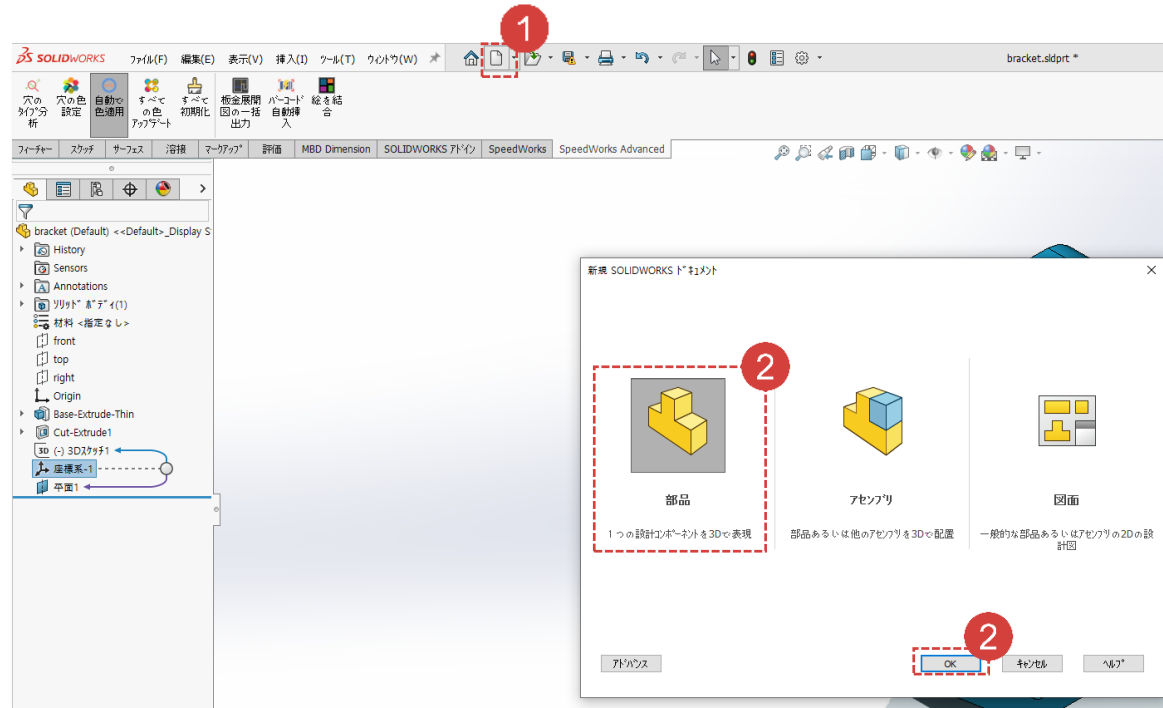 1
SOLIDWORKS ファイル(F) 編集(E) 表示(V) 挿入(I) ツール(T) ウィンドウ(W) bracket.sldprt *
穴の
タイプ分
析
穴の色
設定
自動で
色適用
すべて
の色
アップデート
すべて
初期化
板金展開
図の一括
出力
バーコード
自動挿
入
絵を結
合
フィーチャー スケッチ サーフェス 溶接 マークアップ 評価 MBD Dimension SOLIDWORKS アドイン SpeedWorks SpeedWorks Advanced
bracket (Default) <<Default>_Display S
History
Sensors
Annotations
ソリッド ボディ(1)
材料 <指定なし>
front
top
right
Origin
Base-Extrude-Thin
Cut-Extrude1
3D (-) 3Dスケッチ1
座標系-1
平面1
新規 SOLIDWORKS ドキュメント
2
部品
1つの設計コンポーネントを3Dで表現
アセンブリ
部品あるいは他のアセンブリを3Dで配置
図面
一般的な部品あるいはアセンブリの2Dの設
計図
2
アドバンス OK キャンセル ヘルプ